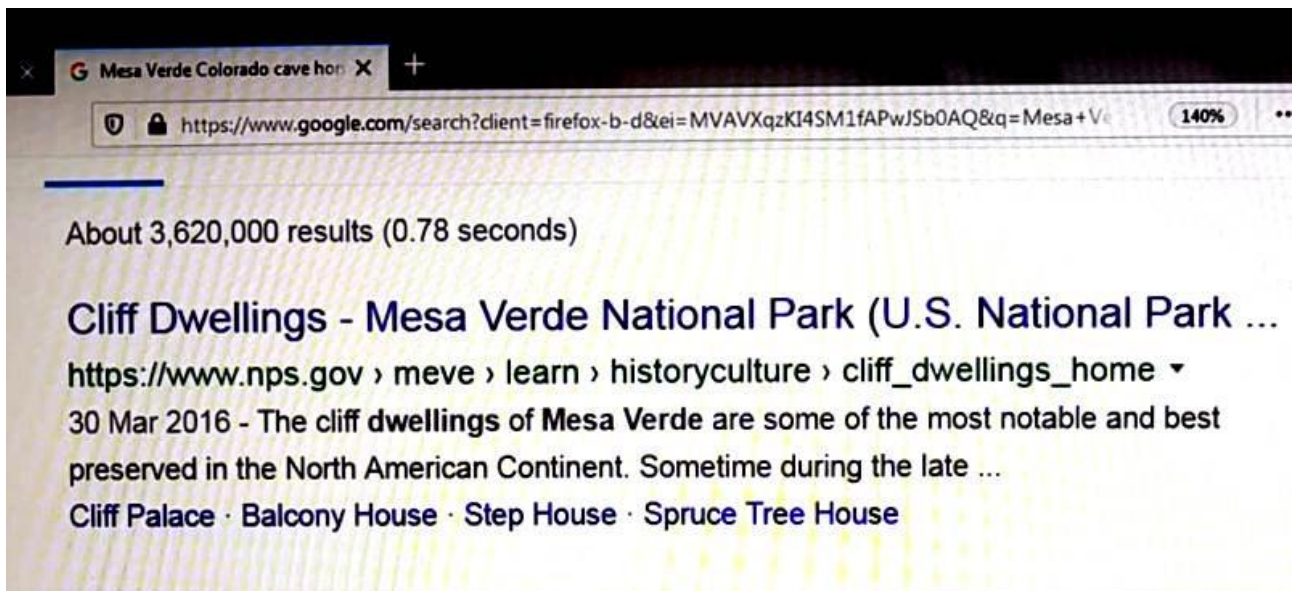 Mesa Verde Colorado cave hon
https://www.google.com/search?client=firefox-b-d&ei=MVAVXqzKI4SM1fAPwJSb0AQ&q=Mesa+Ve 140%
About 3,620,000 results (0.78 seconds)
Cliff Dwellings - Mesa Verde National Park (U.S. National Park ...
https://www.nps.gov › meve › learn › historyculture › cliff_dwellings_home
30 Mar 2016 - The cliff dwellings of Mesa Verde are some of the most notable and best
preserved in the North American Continent. Sometime during the late ...
Cliff Palace · Balcony House · Step House · Spruce Tree House